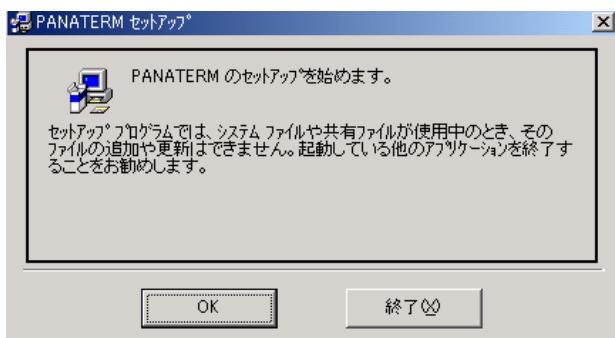 PANATERM セットアップ
PANATERM のセットアップを始めます。
セットアップ プログラムでは、システム ファイルや共有ファイルが使用中のとき、その
ファイルの追加や更新はできません。起動している他のアプリケーションを終了す
ることをお勧めします。
OK
終了(X)